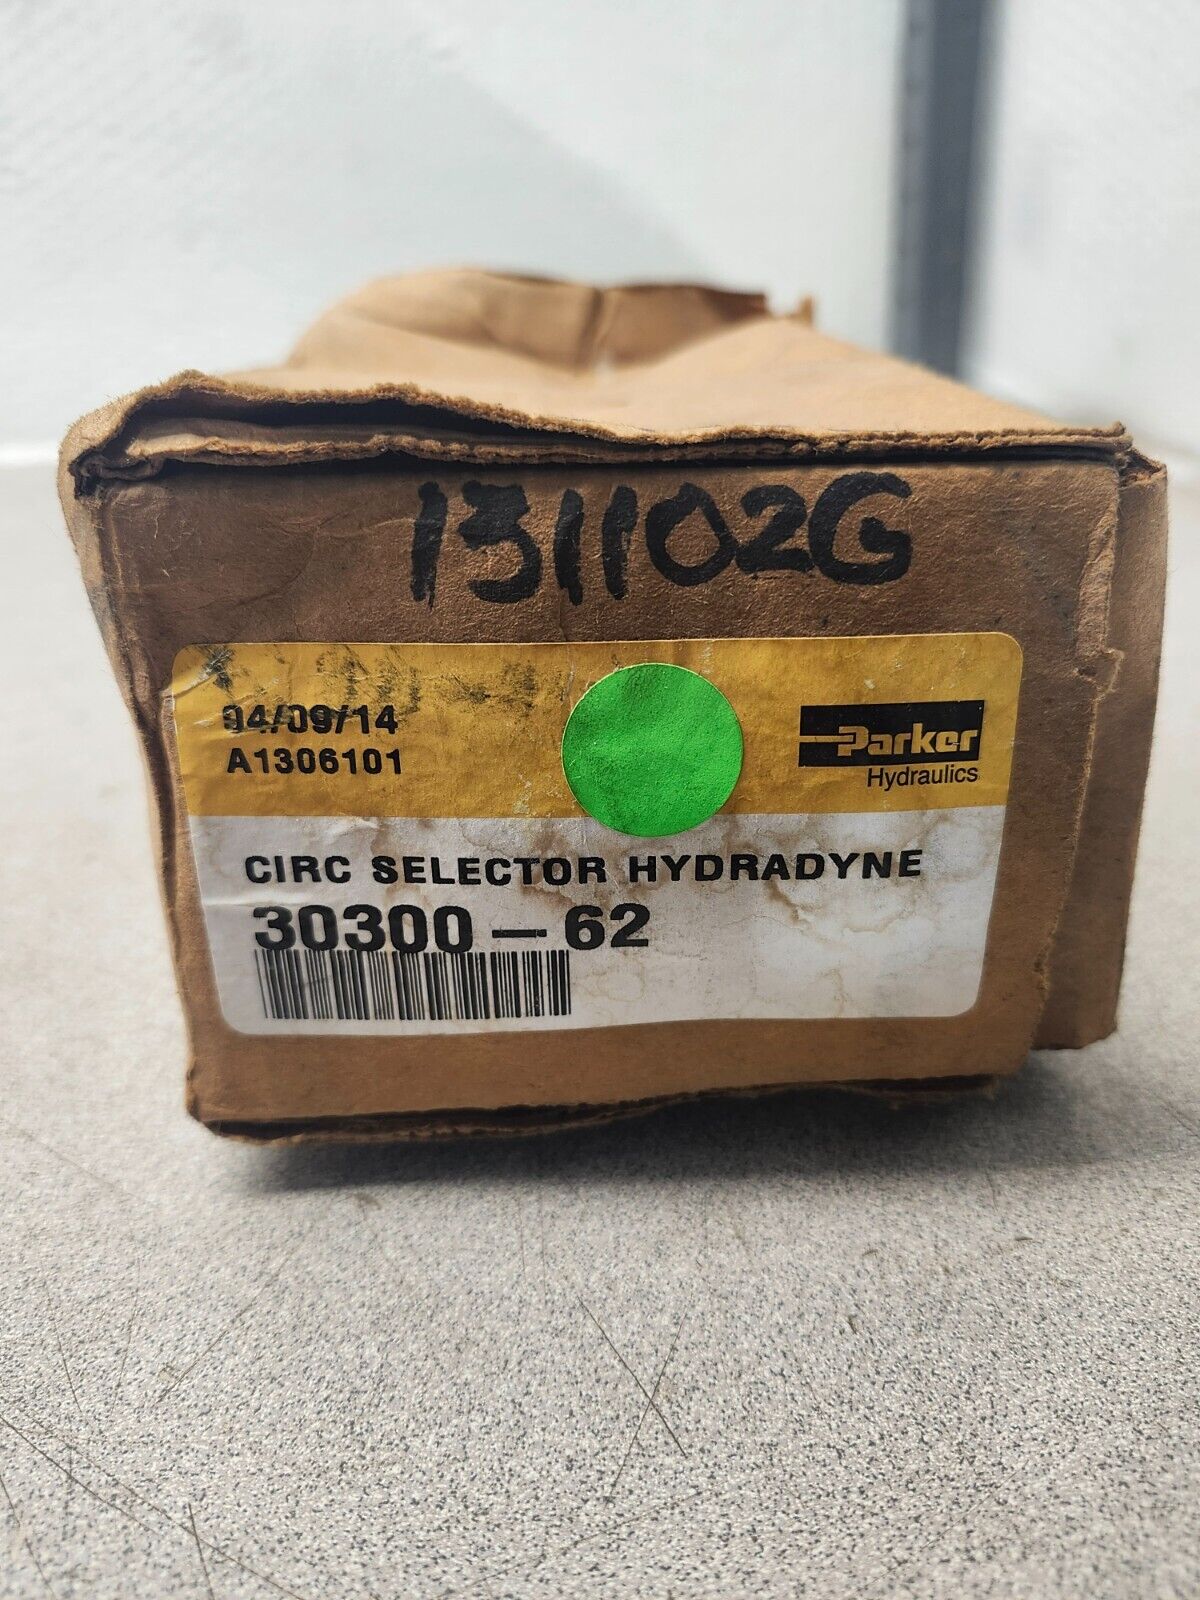 131102G
04/09/14
A1306101
Parker
Hydraulics
CIRC SELECTOR HYDRADYNE
30300-62